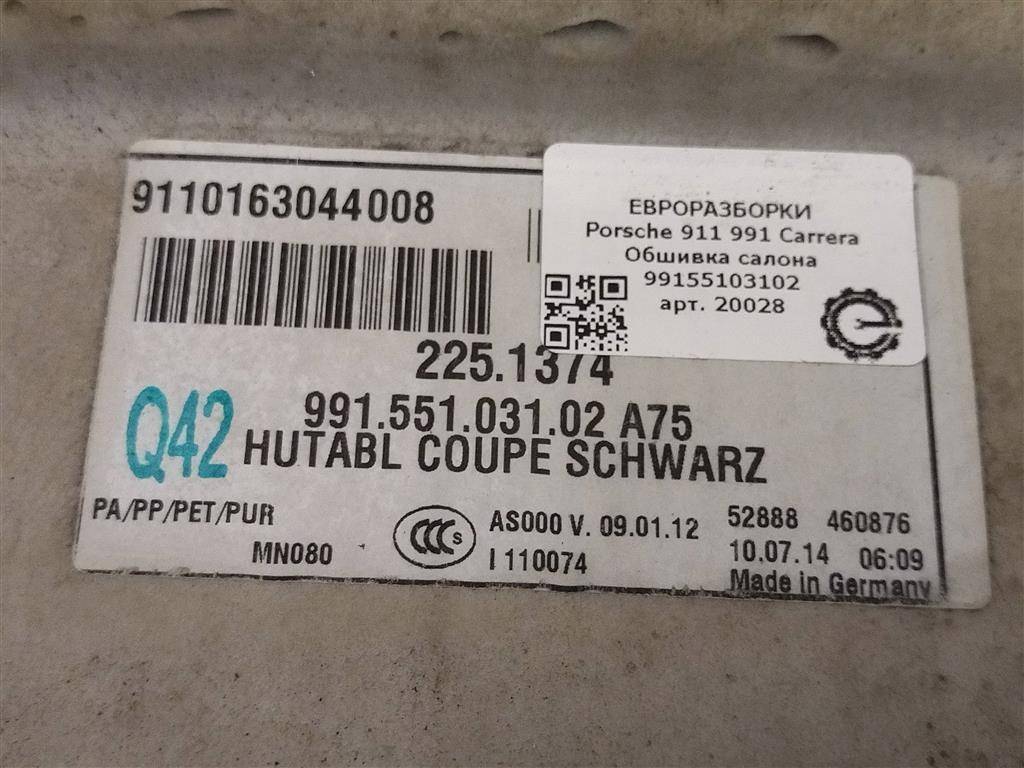 9110163044008
ЕВРОРАЗБОРКИ
Porsche 911 991 Carrera
Обшивка салона
99155103102
арт. 20028
225.1374
991.551.031.02 A75
Q42
HUTABL COUPE SCHWARZ
PA/PP/PET/PUR
MN080
CCC S
AS000 V. 09.01.12
I 110074
52888 460876
10.07.14 06:09
Made in Germany